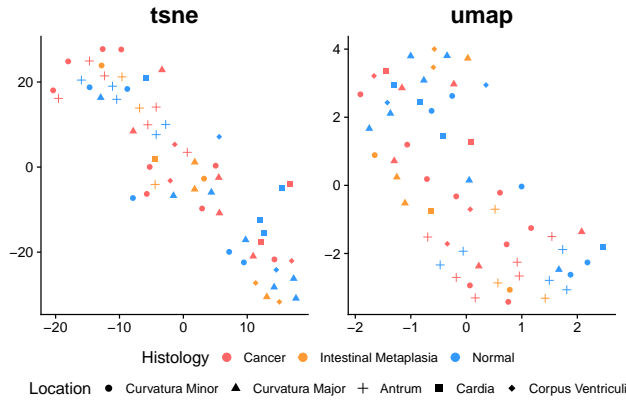 tsne umap
20
0
−20
−20 −10 0 10
4
2
0
−2
−2 −1 0 1 2
Histology Cancer Intestinal Metaplasia Normal
Location Curvatura Minor Curvatura Major Antrum Cardia Corpus Ventriculi